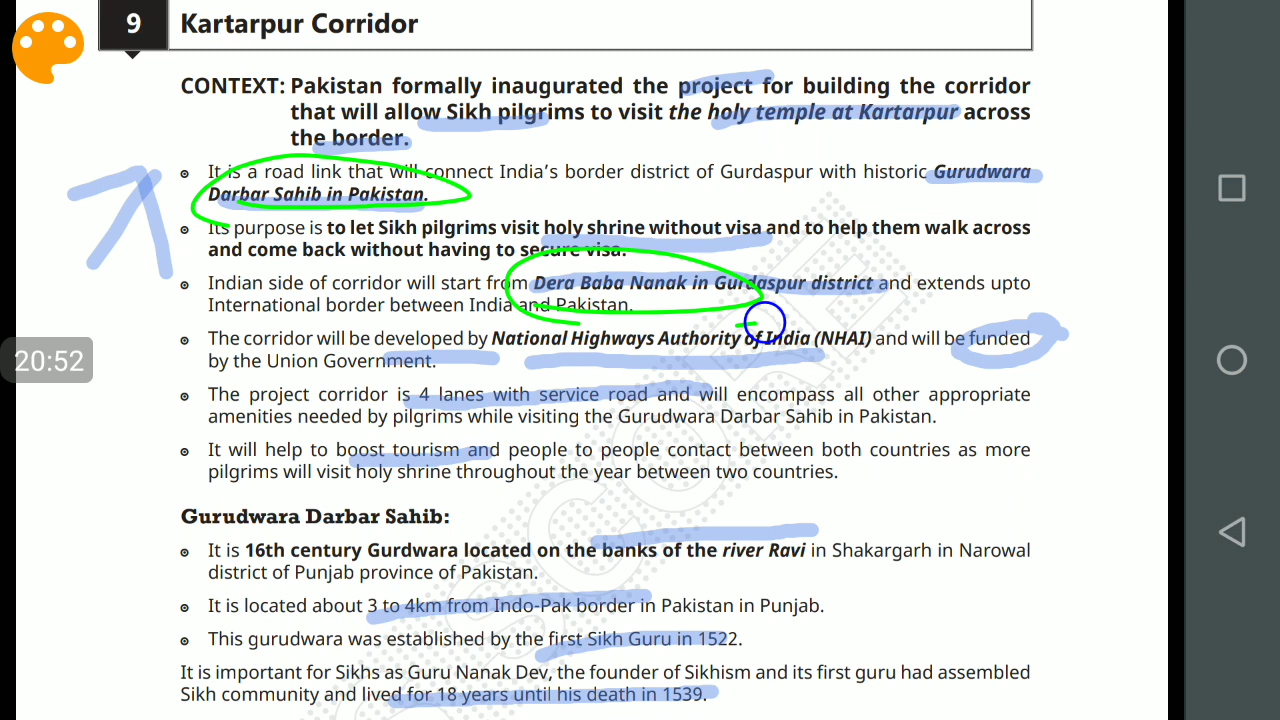 9 Kartarpur Corridor
CONTEXT: Pakistan formally inaugurated the project for building the corridor
that will allow Sikh pilgrims to visit the holy temple at Kartarpur across
the border.
It is a road link that will connect India's border district of Gurdaspur with historic Gurudwara
Darbar Sahib in Pakistan.
Its purpose is to let Sikh pilgrims visit holy shrine without visa and to help them walk across
and come back without having to secure visa.
Indian side of corridor will start from Dera Baba Nanak in Gurdaspur district and extends upto
International border between India and Pakistan.
The corridor will be developed by National Highways Authority of India (NHAI) and will be funded
by the Union Government.
20:52
The project corridor is 4 lanes with service road and will encompass all other appropriate
amenities needed by pilgrims while visiting the Gurudwara Darbar Sahib in Pakistan.
It will help to boost tourism and people to people contact between both countries as more
pilgrims will visit holy shrine throughout the year between two countries.
Gurudwara Darbar Sahib:
It is 16th century Gurdwara located on the banks of the river Ravi in Shakargarh in Narowal
district of Punjab province of Pakistan.
It is located about 3 to 4km from Indo-Pak border in Pakistan in Punjab.
This gurudwara was established by the first Sikh Guru in 1522.
It is important for Sikhs as Guru Nanak Dev, the founder of Sikhism and its first guru had assembled
Sikh community and lived for 18 years until his death in 1539.